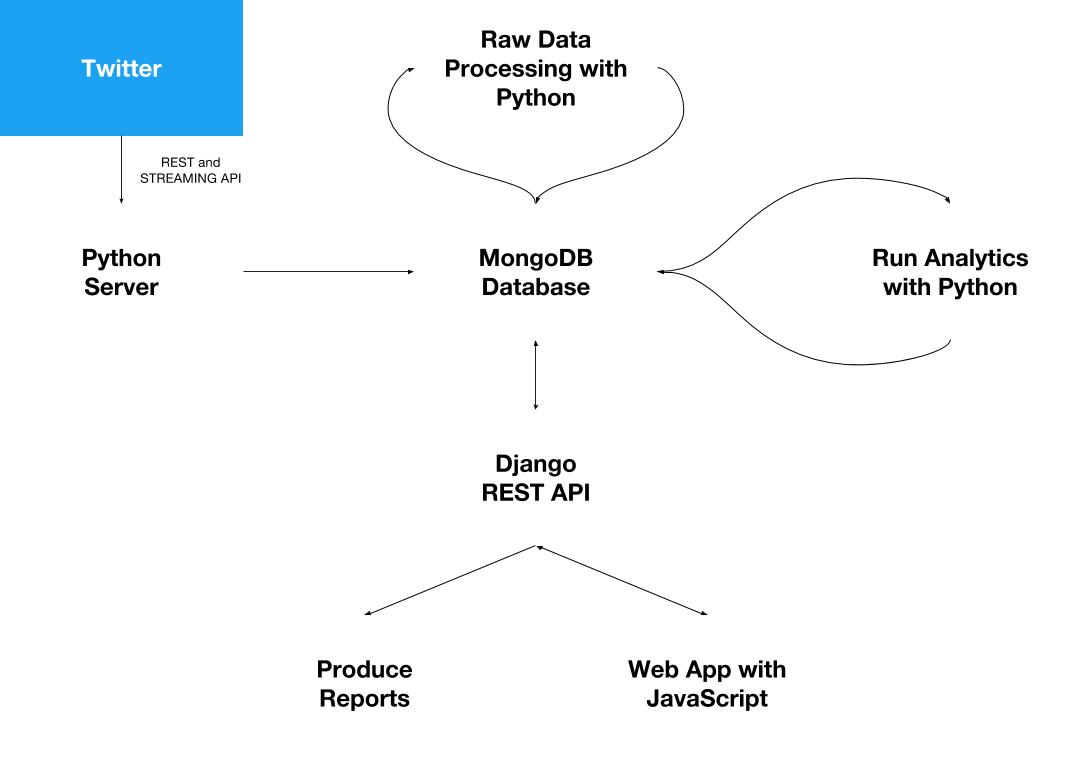 Twitter
Raw Data
Processing with
Python
REST and
STREAMING API
Python
Server
MongoDB
Database
Run Analytics
with Python
Django
REST API
Produce
Reports
Web App with
JavaScript